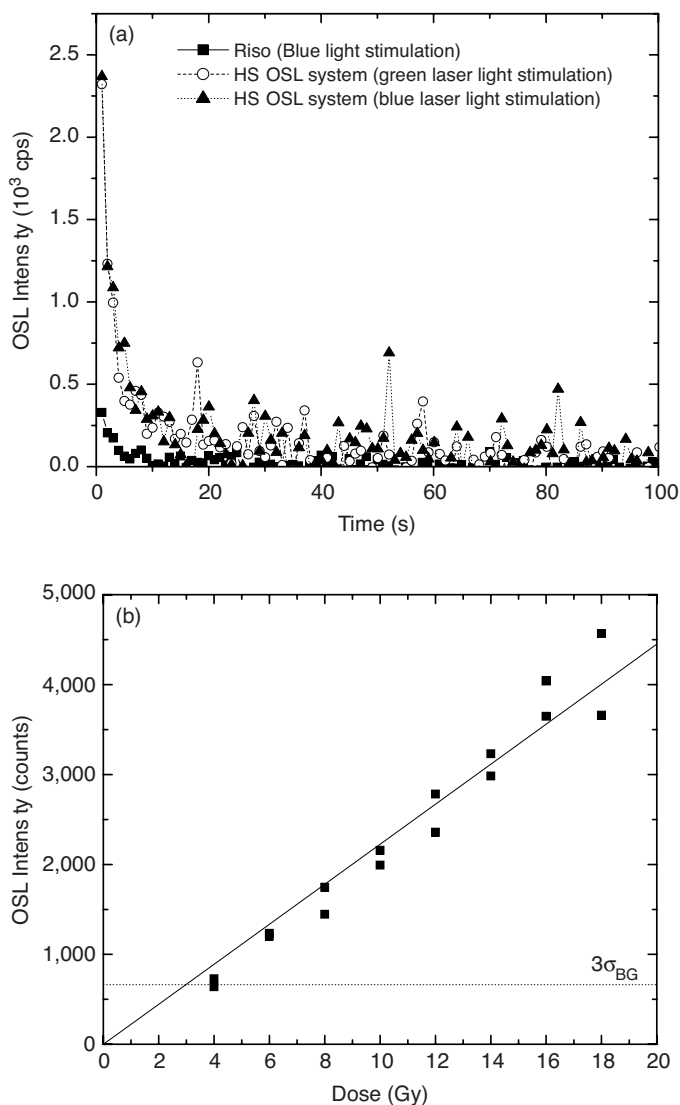 (a)
Riso (Blue light stimulation)
HS OSL system (green laser light stimulation)
HS OSL system (blue laser light stimulation)
OSL Intens ty (10³ cps)
2.5
2.0
1.5
1.0
0.5
0.0
0 20 40 60 80 100
Time (s)
(b)
OSL Intens ty (counts)
5,000
4,000
3,000
2,000
1,000
0
3σBG
0 2 4 6 8 10 12 14 16 18 20
Dose (Gy)